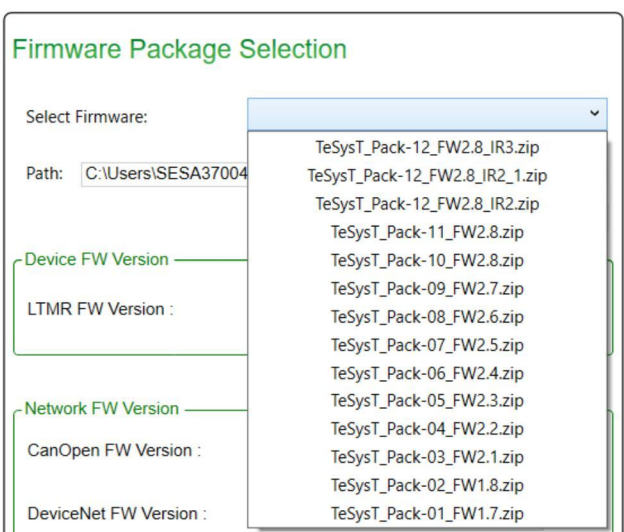 Firmware Package Selection
Select Firmware:
TeSysT_Pack-12_FW2.8_IR3.zip
TeSysT_Pack-12_FW2.8_IR2_1.zip
TeSysT_Pack-12_FW2.8_IR2.zip
TeSysT_Pack-11_FW2.8.zip
TeSysT_Pack-10_FW2.8.zip
TeSysT_Pack-09_FW2.7.zip
TeSysT_Pack-08_FW2.6.zip
TeSysT_Pack-07_FW2.5.zip
TeSysT_Pack-06_FW2.4.zip
TeSysT_Pack-05_FW2.3.zip
TeSysT_Pack-04_FW2.2.zip
TeSysT_Pack-03_FW2.1.zip
TeSysT_Pack-02_FW1.8.zip
TeSysT_Pack-01_FW1.7.zip
Path: C:\Users\SESA37004
Device FW Version
LTMR FW Version :
Network FW Version
CanOpen FW Version :
DeviceNet FW Version :